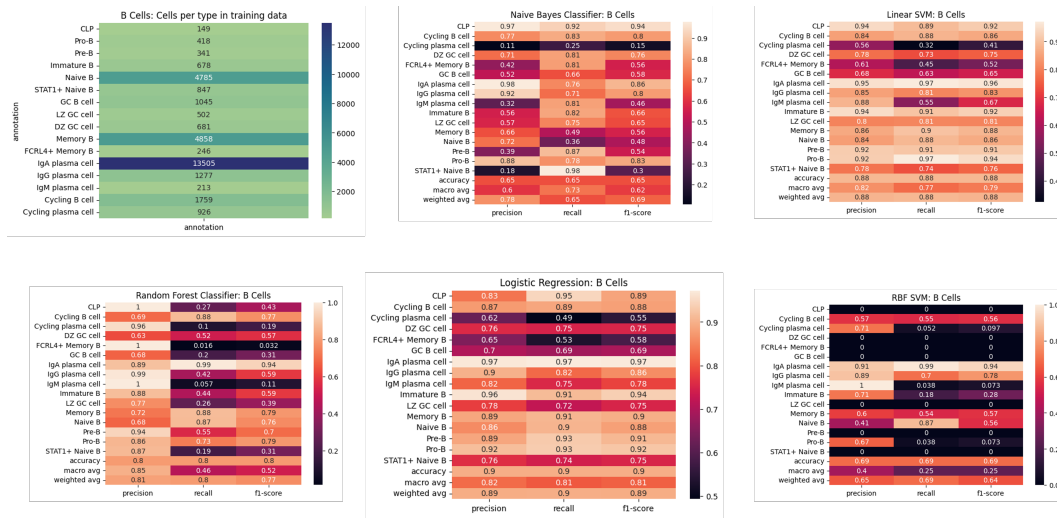 B Cells: Cells per type in training data
annotation
CLP 149
Pro-B 418
Pre-B 341
Immature B 678
Naive B 4785
STAT1+ Naive B 847
GC B cell 1045
LZ GC cell 502
DZ GC cell 681
Memory B 4858
FCRL4+ Memory B 246
IgA plasma cell 13505
IgG plasma cell 1277
IgM plasma cell 213
Cycling B cell 1759
Cycling plasma cell 926
annotation
12000
10000
8000
6000
4000
2000
Naive Bayes Classifier: B Cells
CLP 0.97 0.92 0.94
Cycling B cell 0.77 0.83 0.8
Cycling plasma cell 0.11 0.25 0.15
DZ GC cell 0.71 0.81 0.76
FCRL4+ Memory B 0.42 0.81 0.56
GC B cell 0.52 0.66 0.58
IgA plasma cell 0.98 0.76 0.86
IgG plasma cell 0.92 0.71 0.8
IgM plasma cell 0.32 0.81 0.46
Immature B 0.56 0.82 0.66
LZ GC cell 0.57 0.75 0.65
Memory B 0.66 0.49 0.56
Naive B 0.72 0.36 0.48
Pre-B 0.39 0.87 0.54
Pro-B 0.88 0.78 0.83
STAT1+ Naive B 0.18 0.98 0.3
accuracy 0.65 0.65 0.65
macro avg 0.6 0.73 0.62
weighted avg 0.78 0.65 0.69
precision recall f1-score
0.9
0.8
0.7
0.6
0.5
0.4
0.3
0.2
Linear SVM: B Cells
CLP 0.94 0.89 0.92
Cycling B cell 0.84 0.88 0.86
Cycling plasma cell 0.56 0.32 0.41
DZ GC cell 0.78 0.73 0.75
FCRL4+ Memory B 0.61 0.45 0.52
GC B cell 0.68 0.63 0.65
IgA plasma cell 0.95 0.97 0.96
IgG plasma cell 0.85 0.81 0.83
IgM plasma cell 0.88 0.55 0.67
Immature B 0.94 0.91 0.92
LZ GC cell 0.8 0.81 0.81
Memory B 0.86 0.9 0.88
Naive B 0.84 0.88 0.86
Pre-B 0.92 0.91 0.91
Pro-B 0.92 0.97 0.94
STAT1+ Naive B 0.78 0.74 0.76
accuracy 0.88 0.88 0.88
macro avg 0.82 0.77 0.79
weighted avg 0.88 0.88 0.88
precision recall f1-score
0.9
0.8
0.7
0.6
0.5
0.4
Random Forest Classifier: B Cells
CLP 1 0.27 0.43
Cycling B cell 0.69 0.88 0.77
Cycling plasma cell 0.96 0.1 0.19
DZ GC cell 0.63 0.52 0.57
FCRL4+ Memory B 1 0.016 0.032
GC B cell 0.68 0.2 0.31
IgA plasma cell 0.89 0.99 0.94
IgG plasma cell 0.99 0.42 0.59
IgM plasma cell 1 0.057 0.11
Immature B 0.88 0.44 0.59
LZ GC cell 0.77 0.26 0.39
Memory B 0.72 0.88 0.79
Naive B 0.68 0.87 0.76
Pre-B 0.94 0.55 0.7
Pro-B 0.86 0.73 0.79
STAT1+ Naive B 0.87 0.19 0.31
accuracy 0.8 0.8 0.8
macro avg 0.85 0.46 0.52
weighted avg 0.81 0.8 0.77
precision recall f1-score
1.0
0.8
0.6
0.4
0.2
Logistic Regression: B Cells
CLP 0.83 0.95 0.89
Cycling B cell 0.87 0.89 0.88
Cycling plasma cell 0.62 0.49 0.55
DZ GC cell 0.76 0.75 0.75
FCRL4+ Memory B 0.65 0.53 0.58
GC B cell 0.7 0.69 0.69
IgA plasma cell 0.97 0.97 0.97
IgG plasma cell 0.9 0.82 0.86
IgM plasma cell 0.82 0.75 0.78
Immature B 0.96 0.91 0.94
LZ GC cell 0.78 0.72 0.75
Memory B 0.89 0.91 0.9
Naive B 0.86 0.9 0.88
Pre-B 0.89 0.93 0.91
Pro-B 0.92 0.93 0.92
STAT1+ Naive B 0.76 0.74 0.75
accuracy 0.9 0.9 0.9
macro avg 0.82 0.81 0.81
weighted avg 0.89 0.9 0.89
precision recall f1-score
0.9
0.8
0.7
0.6
0.5
RBF SVM: B Cells
CLP 0 0 0
Cycling B cell 0.57 0.55 0.56
Cycling plasma cell 0.71 0.052 0.097
DZ GC cell 0 0 0
FCRL4+ Memory B 0 0 0
GC B cell 0 0 0
IgA plasma cell 0.91 0.99 0.94
IgG plasma cell 0.89 0.7 0.78
IgM plasma cell 1 0.038 0.073
Immature B 0.71 0.18 0.28
LZ GC cell 0 0 0
Memory B 0.6 0.54 0.57
Naive B 0.41 0.87 0.56
Pre-B 0 0 0
Pro-B 0.67 0.038 0.073
STAT1+ Naive B 0 0 0
accuracy 0.69 0.69 0.69
macro avg 0.4 0.25 0.25
weighted avg 0.65 0.69 0.64
precision recall f1-score
1.0
0.8
0.6
0.4
0.2
0.0